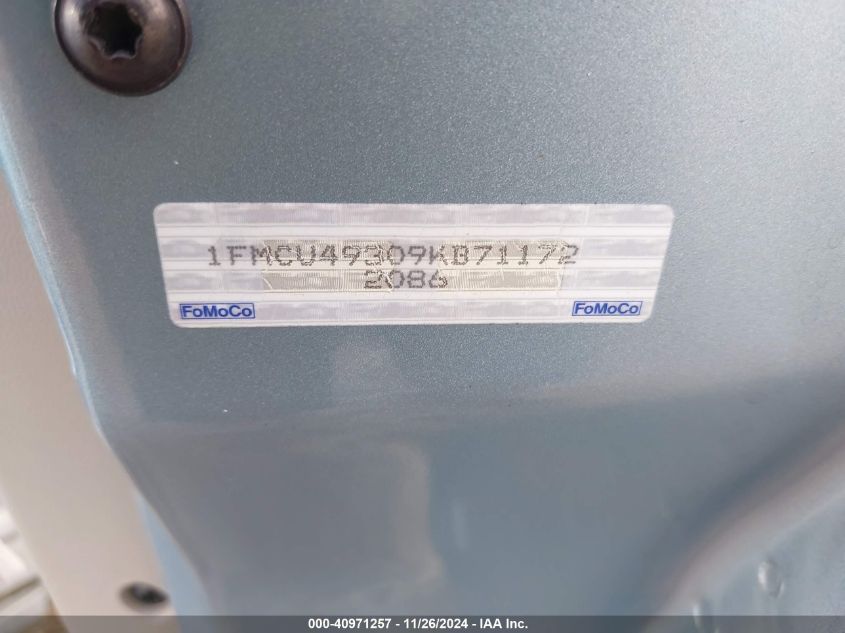 1FMCU49309KB71172
2086
FoMoCo FoMoCo
000-40971257 - 11/26/2024 - IAA Inc.